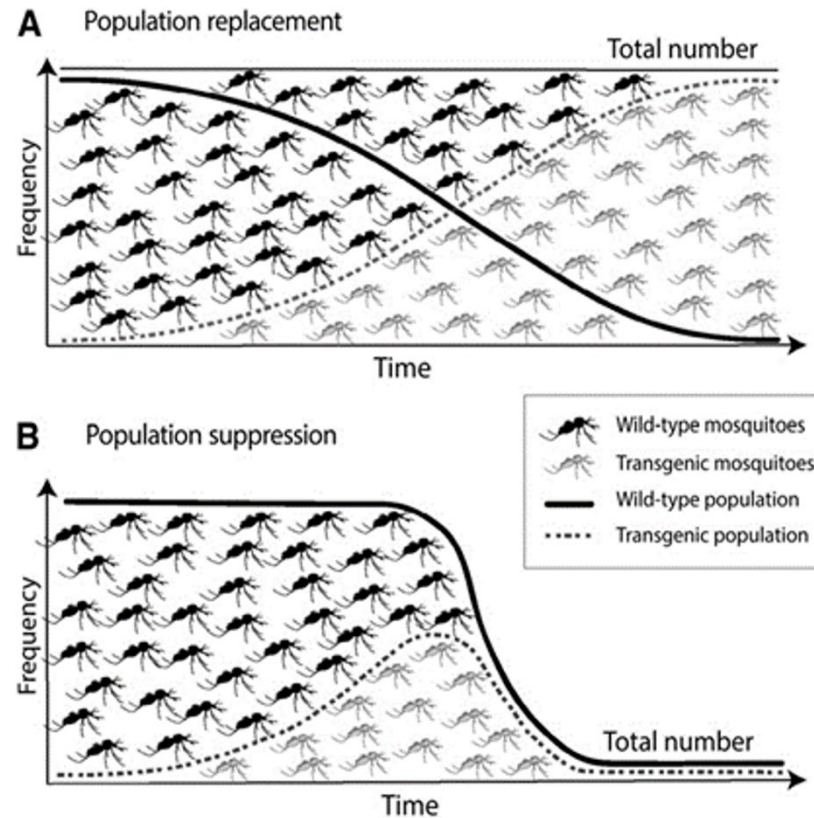 A
Population replacement
Total number
Frequency
Time
B
Population suppression
Wild-type mosquitoes
Transgenic mosquitoes
Wild-type population
Transgenic population
Frequency
Total number
Time